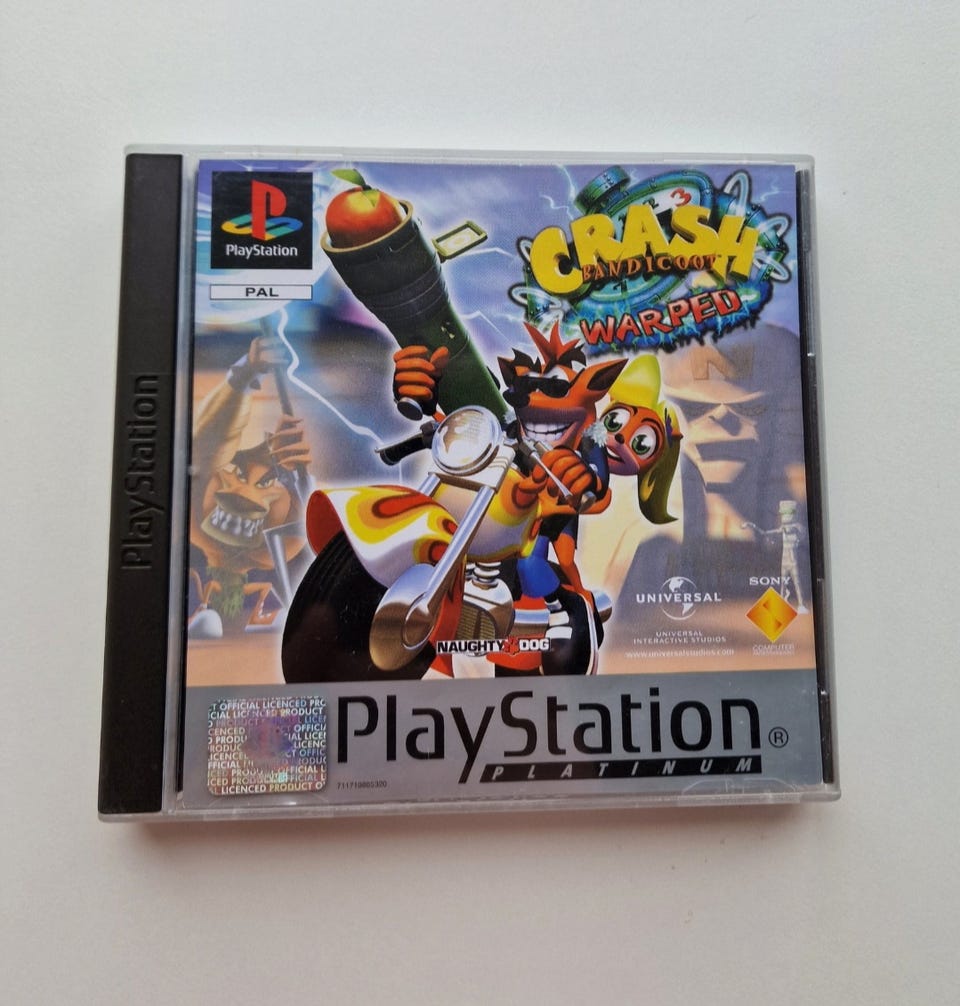 PlayStation
PlayStation
PAL
3
CRASH
BANDICOOT
WARPED
N
UNIVERSAL
UNIVERSAL
INTERACTIVE STUDIOS
www.universalstudios.com
SONY
COMPUTER
ENTERTAINMENT
NAUGHTY DOG
OFFICIAL LICENCED PRODUCT
PlayStation®
PLATINUM
711719865320